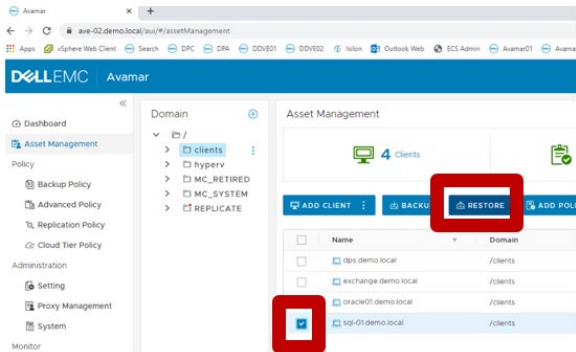 Avamar
ave-02.demo.local/aui/#/assetManagement
Apps vSphere Web Client Search DPC DPA DDVE01 DDVE02 Isilon Outlook Web ECS Admin Avamar01 Avama
DELLEMC Avamar
Dashboard
Asset Management
Policy
Backup Policy
Advanced Policy
Replication Policy
Cloud Tier Policy
Administration
Setting
Proxy Management
System
Monitor
Domain
/
clients
hyperv
MC_RETIRED
MC_SYSTEM
REPLICATE
Asset Management
4 Clients
ADD CLIENT BACKU RESTORE ADD POLI
Name Domain
dps.demo.local /clients
exchange.demo.local /clients
oracle01.demo.local /clients
sql-01.demo.local /clients